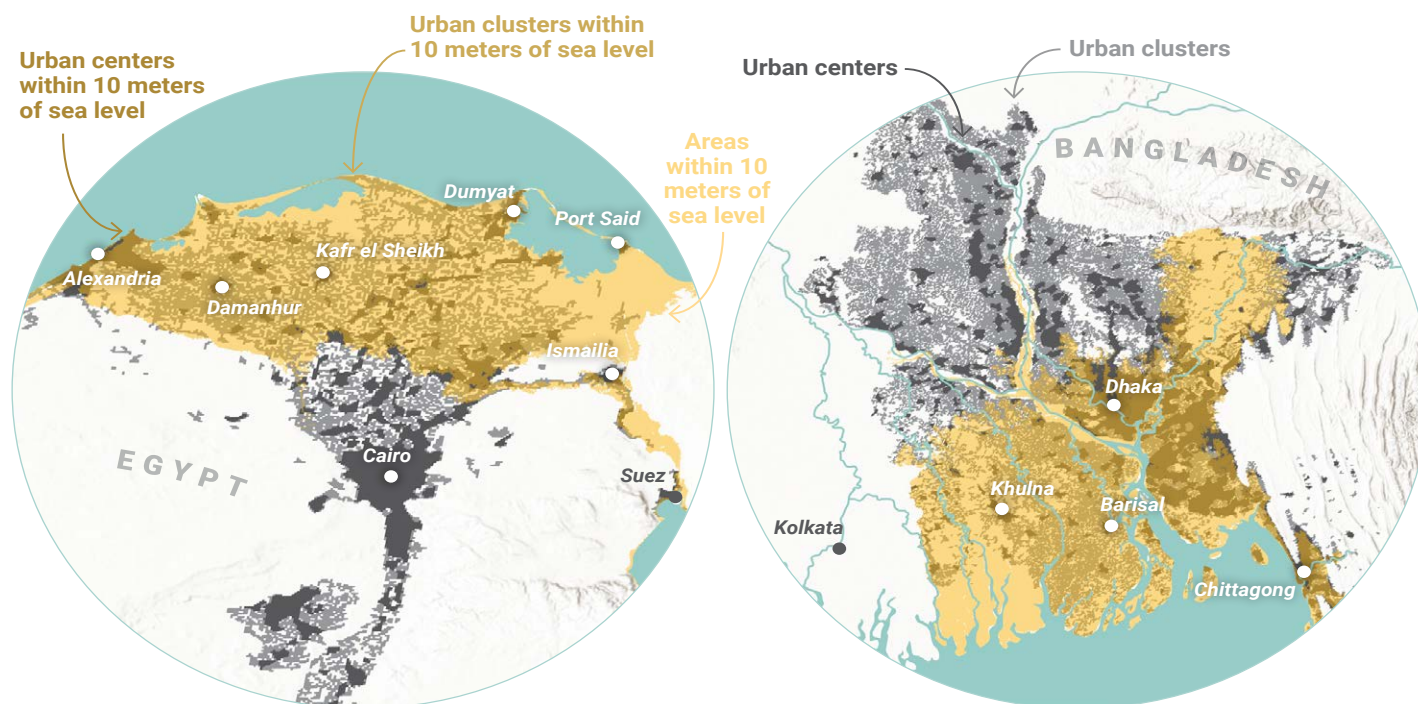 Urban clusters within
10 meters of sea level
Urban centers
within 10 meters
of sea level
Areas
within 10
meters of
sea level
Dumyat
Port Said
Kafr el Sheikh
Alexandria
Damanhur
Ismailia
Cairo
EGYPT
Suez
Urban clusters
Urban centers
BANGLADESH
Dhaka
Khulna
Barisal
Kolkata
Chittagong